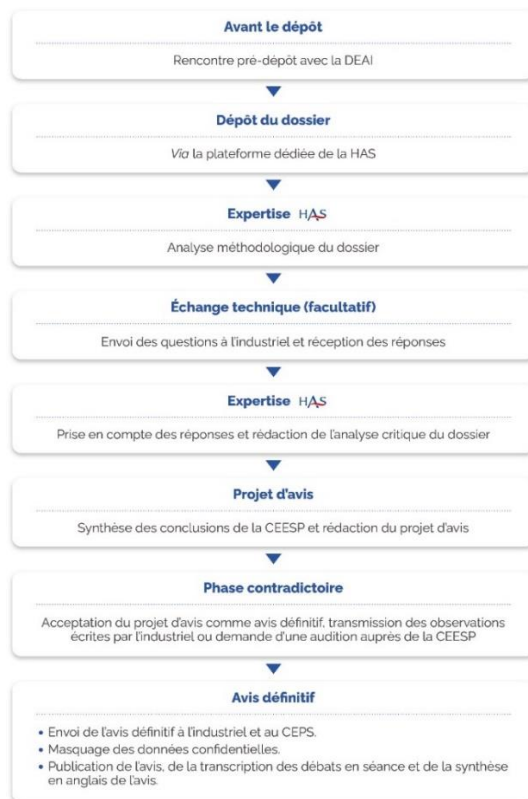 Avant le dépôt
Rencontre pré-dépôt avec la DEAI
Dépôt du dossier
Via la plateforme dédiée de la HAS
Expertise HAS
Analyse méthodologique du dossier
Échange technique (facultatif)
Envoi des questions à l'industriel et réception des réponses
Expertise HAS
Prise en compte des réponses et rédaction de l'analyse critique du dossier
Projet d'avis
Synthèse des conclusions de la CEESP et rédaction du projet d'avis
Phase contradictoire
Acceptation du projet d'avis comme avis définitif, transmission des observations
écrites par l'industriel ou demande d'une audition auprès de la CEESP
Avis définitif
• Envoi de l'avis définitif à l'industriel et au CEPS.
• Masquage des données confidentielles.
• Publication de l'avis, de la transcription des débats en séance et de la synthèse
en anglais de l'avis.